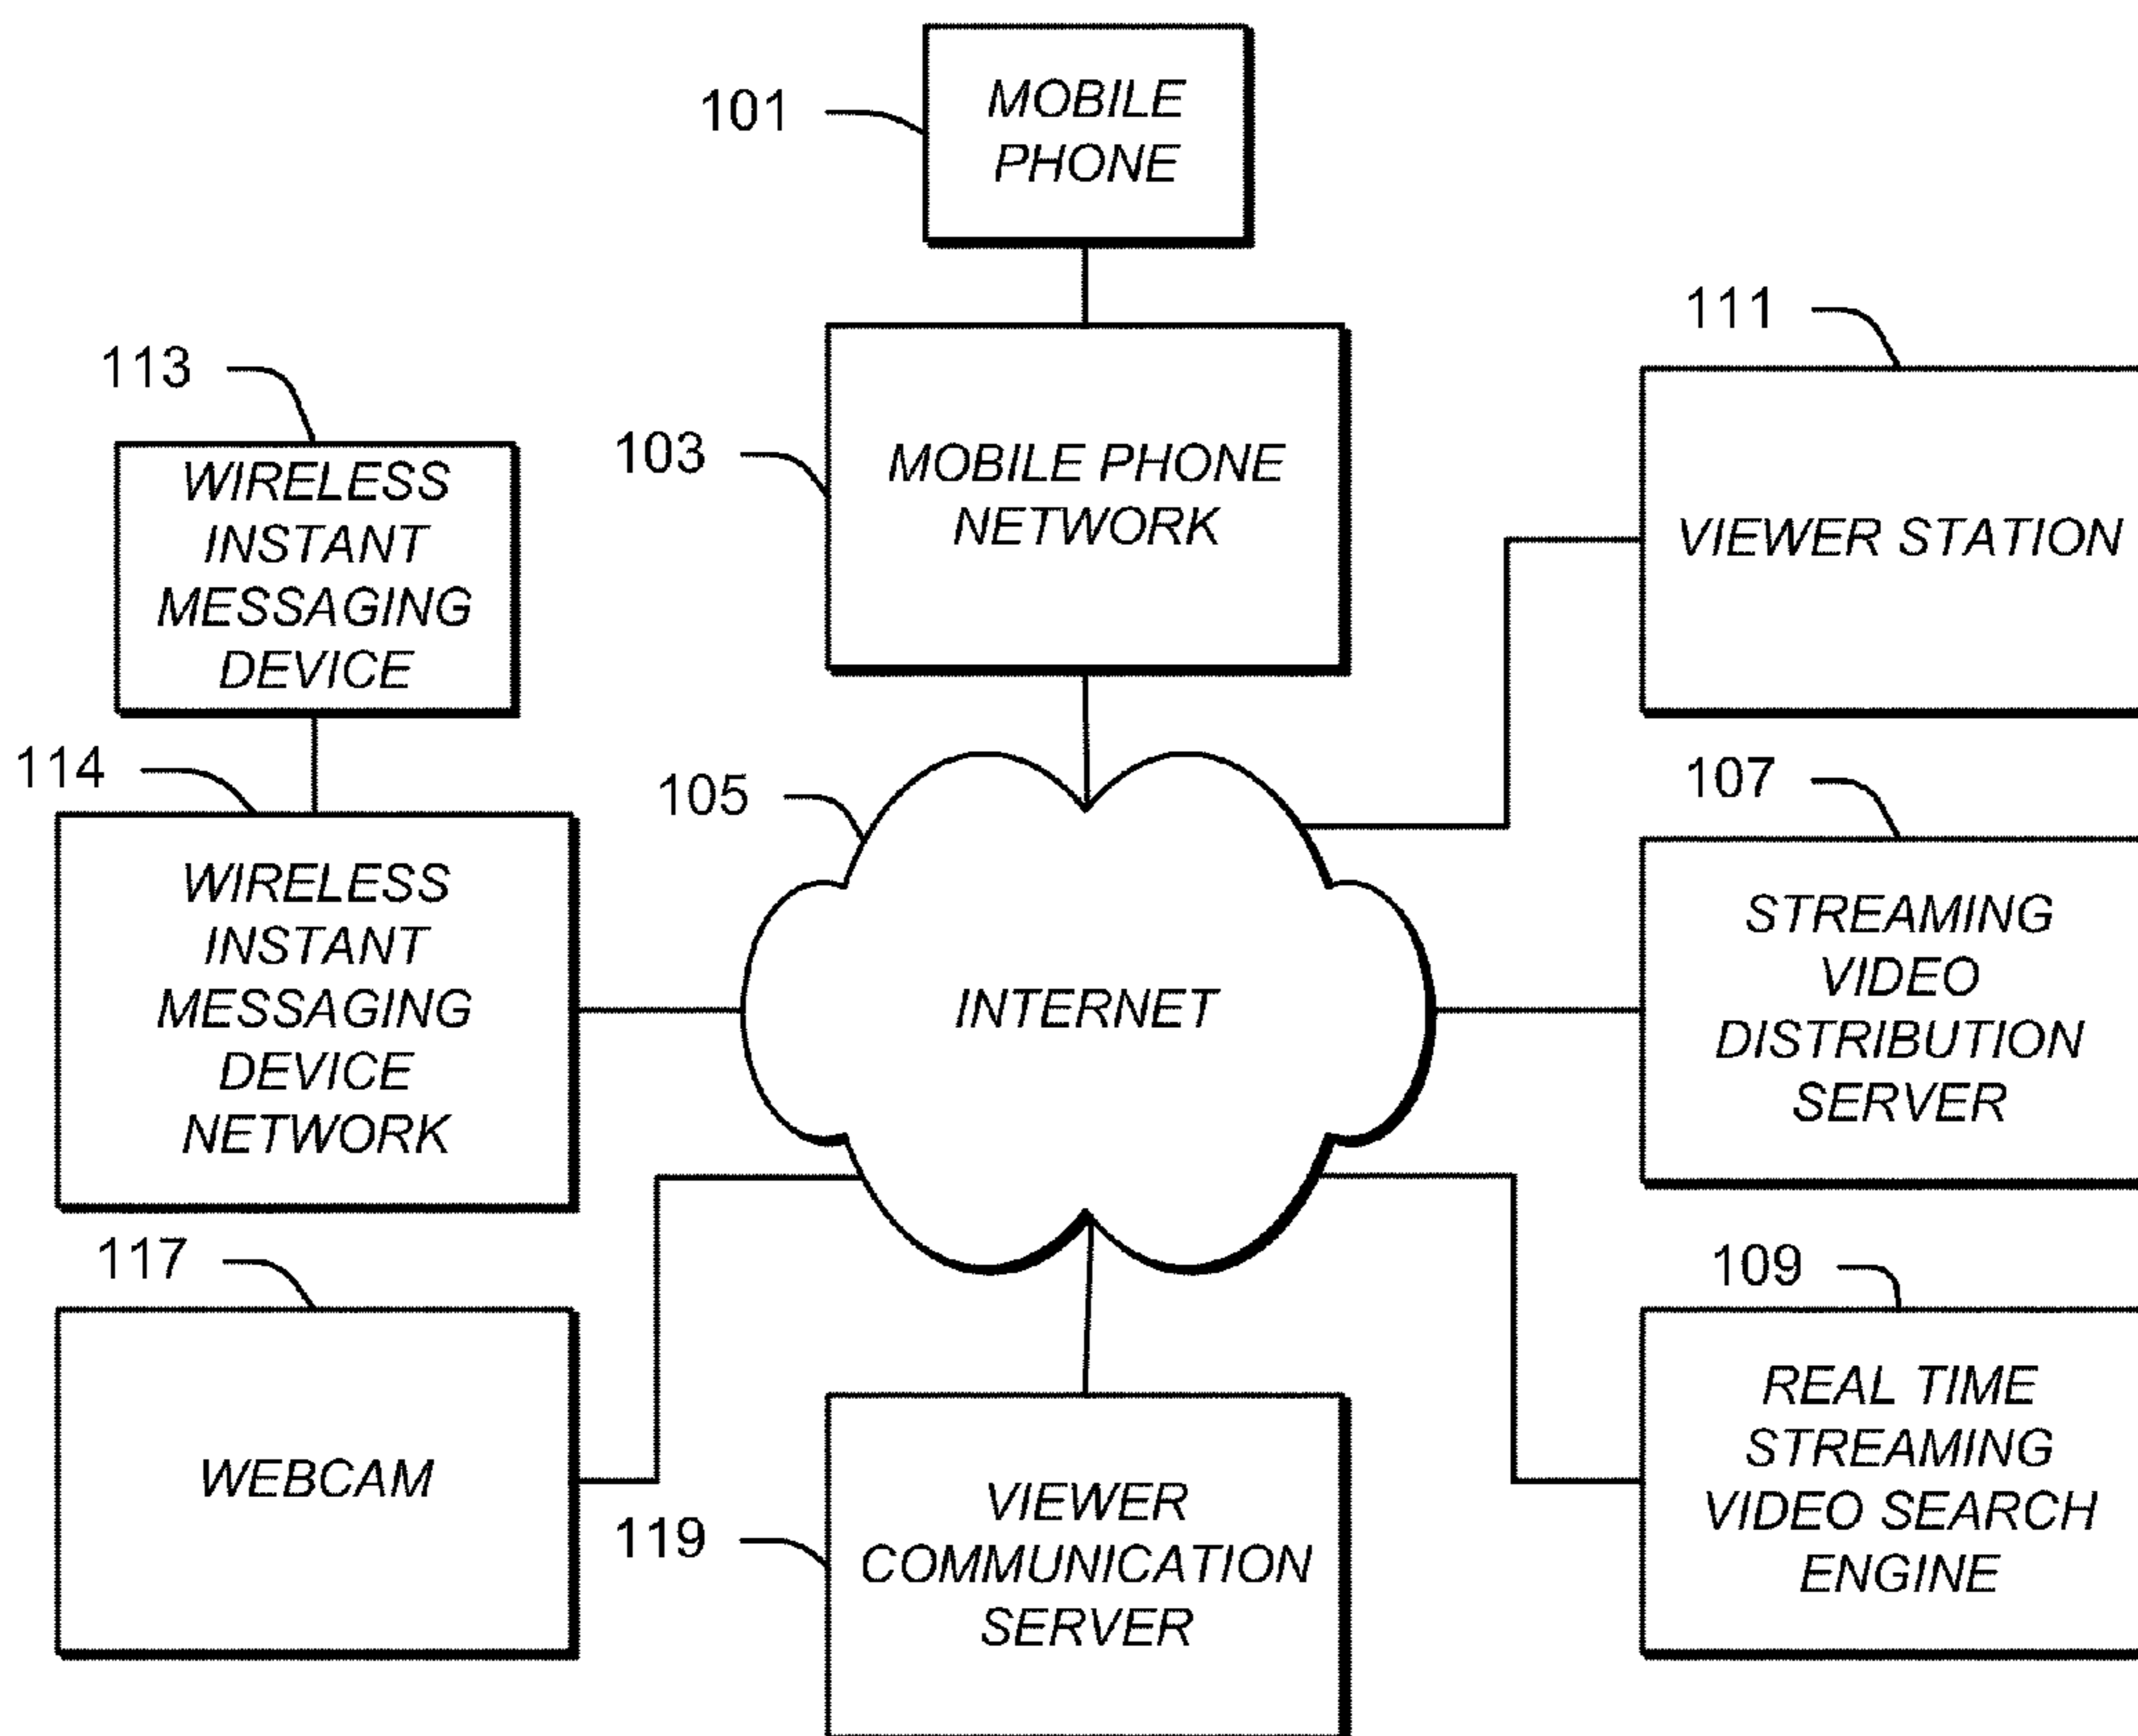 101
MOBILE
PHONE
103
MOBILE PHONE
NETWORK
111
VIEWER STATION
113
WIRELESS
INSTANT
MESSAGING
DEVICE
114
WIRELESS
INSTANT
MESSAGING
DEVICE
NETWORK
105
INTERNET
107
STREAMING
VIDEO
DISTRIBUTION
SERVER
117
WEBCAM
119
VIEWER
COMMUNICATION
SERVER
109
REAL TIME
STREAMING
VIDEO SEARCH
ENGINE